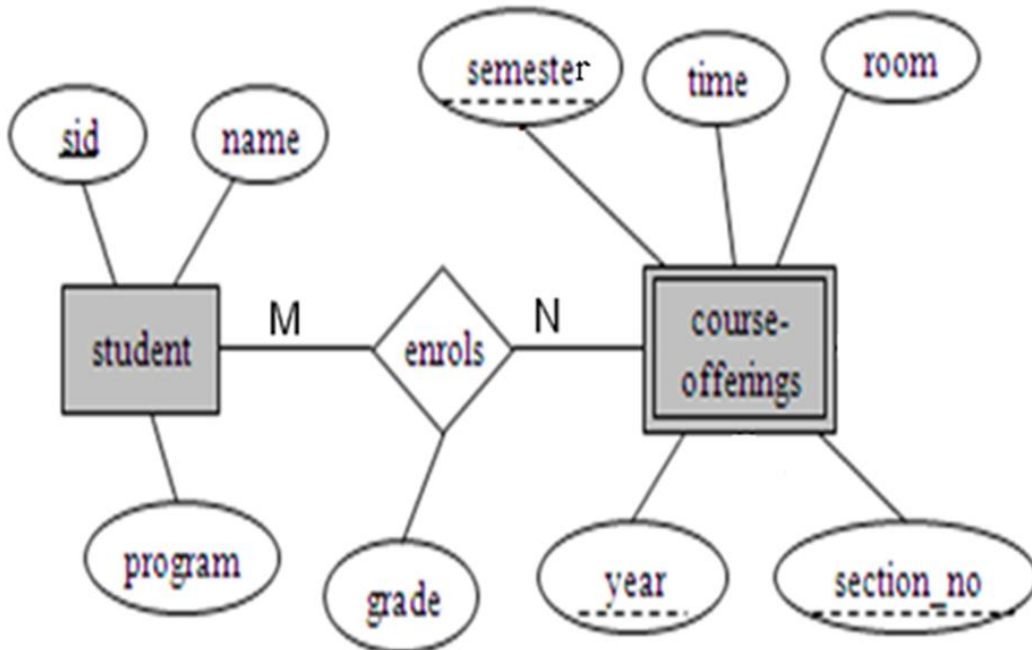 semester
time
room
sid
name
student
M
enrols
N
course-
offerings
program
grade
year
section_no